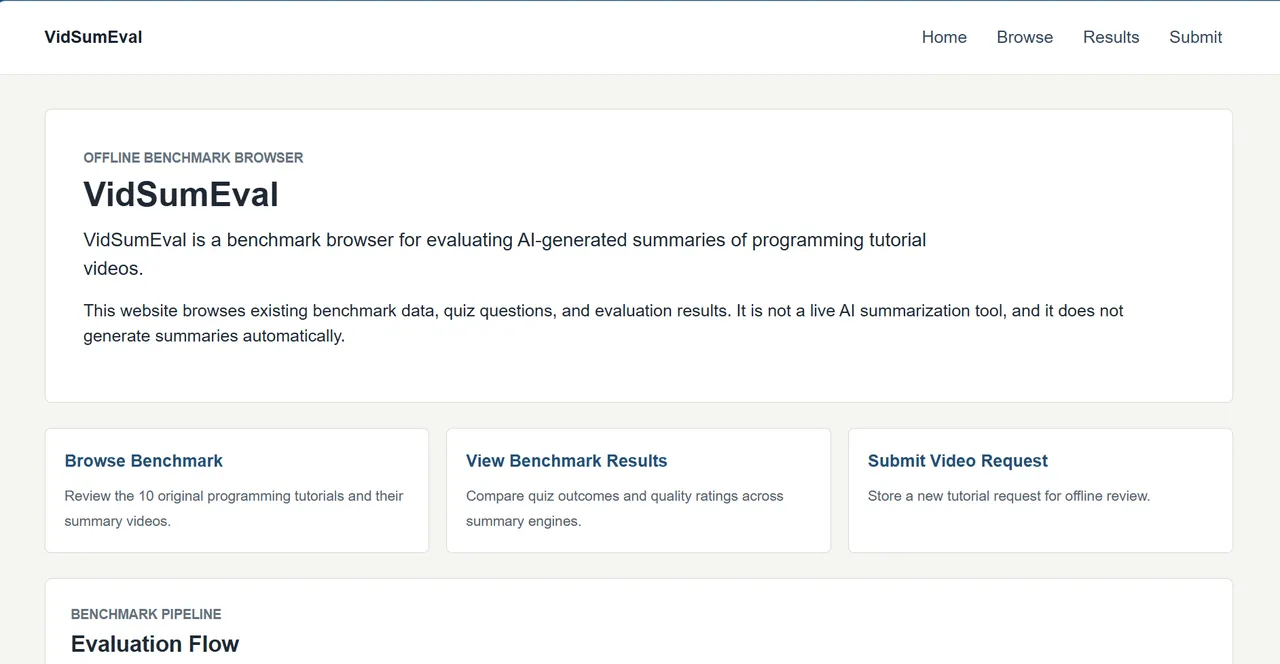 VidSumEval
Home Browse Results Submit
OFFLINE BENCHMARK BROWSER
VidSumEval
VidSumEval is a benchmark browser for evaluating AI-generated summaries of programming tutorial
videos.
This website browses existing benchmark data, quiz questions, and evaluation results. It is not a live AI summarization tool, and it does not
generate summaries automatically.
Browse Benchmark
Review the 10 original programming tutorials and their
summary videos.
View Benchmark Results
Compare quiz outcomes and quality ratings across
summary engines.
Submit Video Request
Store a new tutorial request for offline review.
BENCHMARK PIPELINE
Evaluation Flow